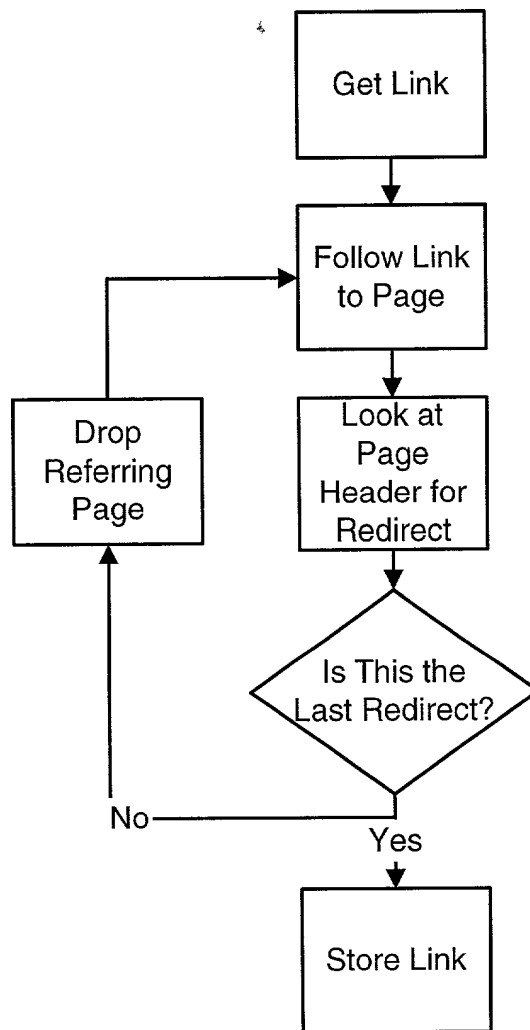 Get Link
Follow Link
to Page
Drop
Referring
Page
Look at
Page
Header for
Redirect
Is This the
Last Redirect?
No
Yes
Store Link